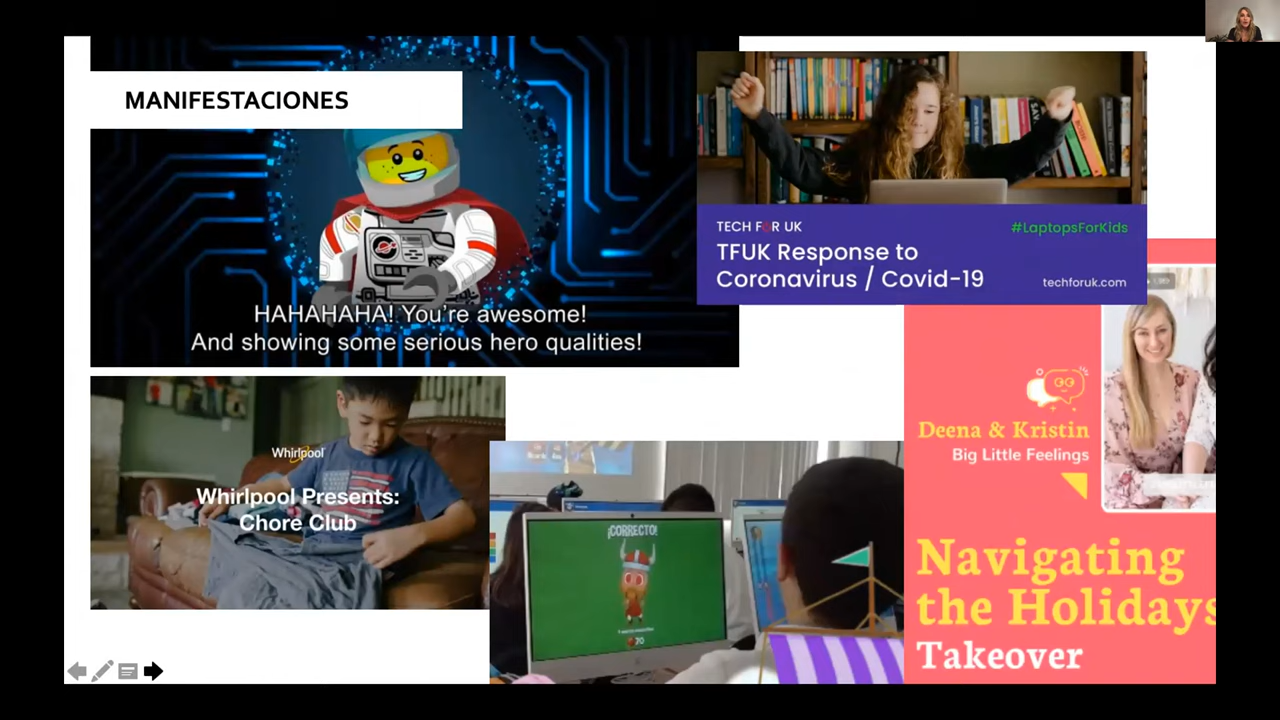 MANIFESTACIONES
HAHAHAHA! You're awesome!
And showing some serious hero qualities!
TECH FOR UK
#LaptopsForKids
TFUK Response to
Coronavirus / Covid-19
techforuk.com
Whirlpool
Whirlpool Presents:
Chore Club
¡CORRECTO!
70
Deena & Kristin
Big Little Feelings
Navigating
the Holidays
Takeover